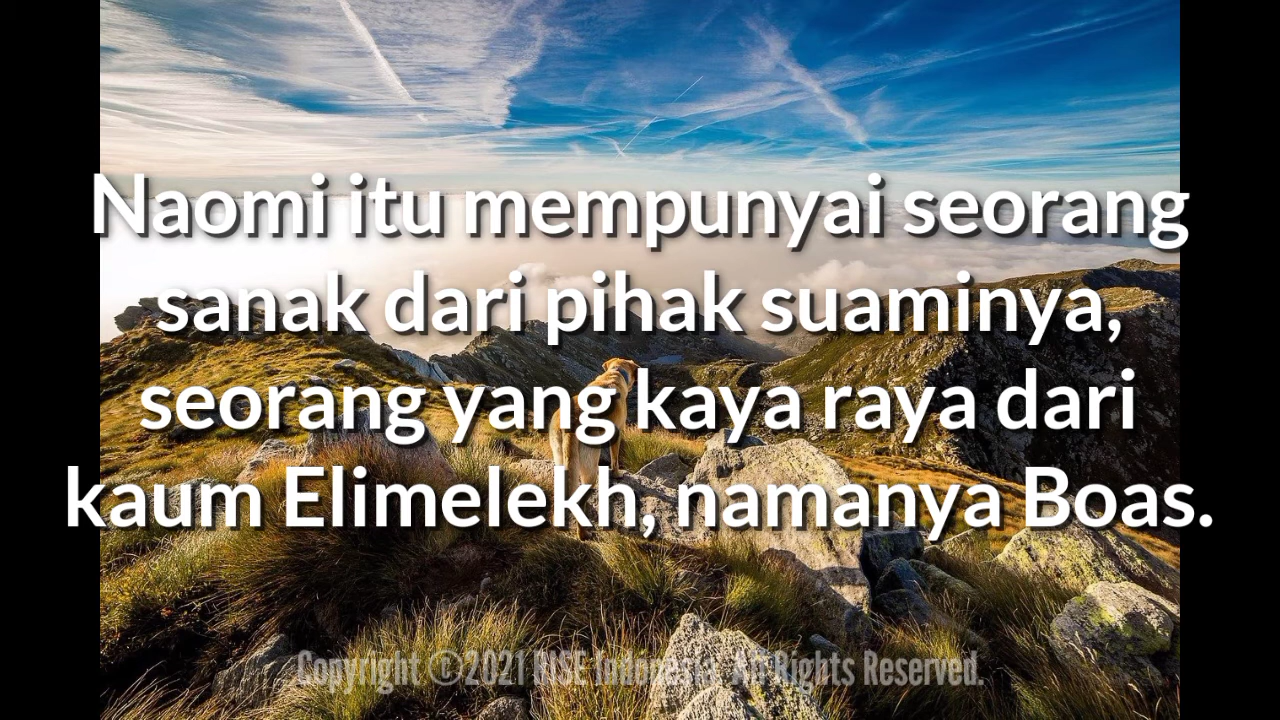 Naomi itu mempunyai seorang
sanak dari pihak suaminya,
seorang yang kaya raya dari
kaum Elimelekh, namanya Boas.
Copyright ©2021 RISE Indonesia. All Rights Reserved.